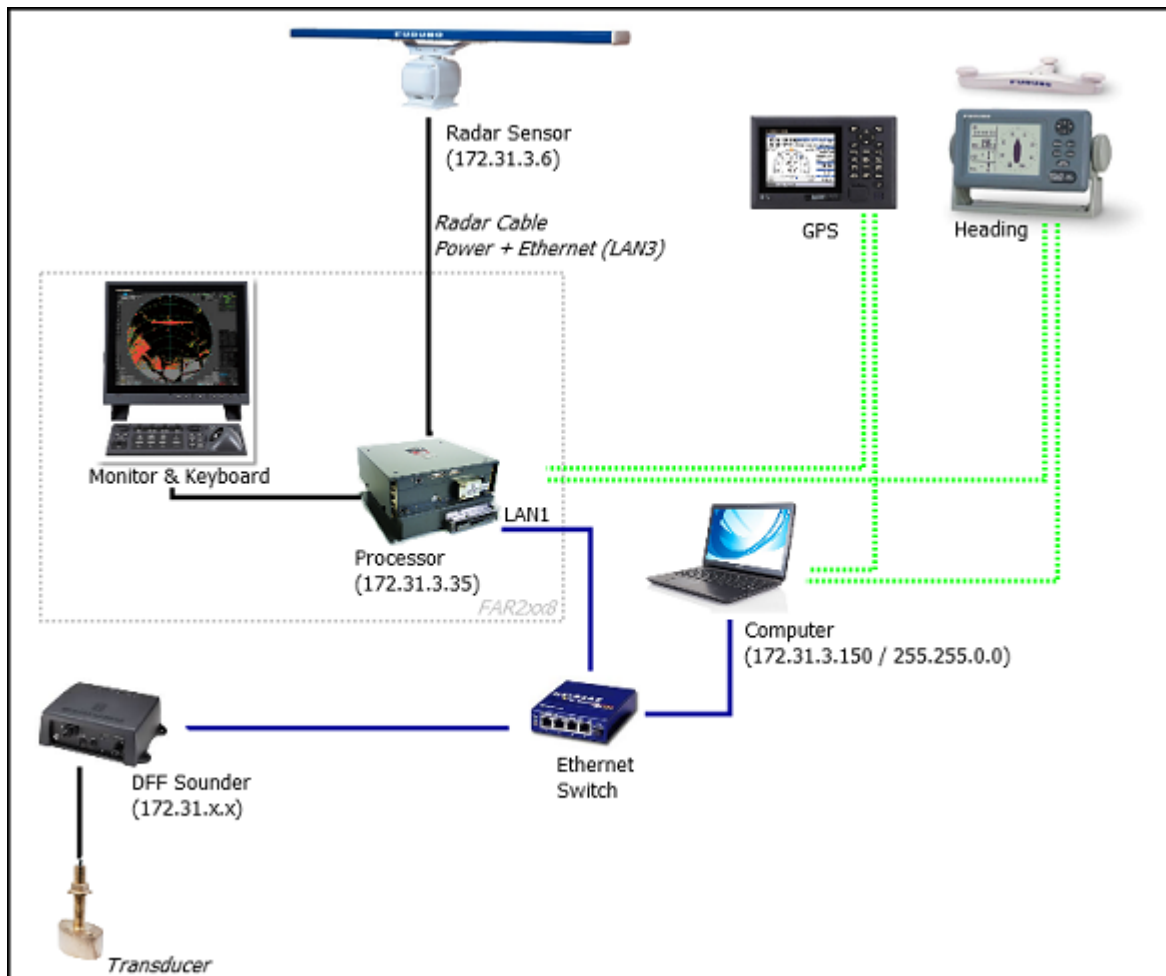 FURUNO
Radar Sensor
(172.31.3.6)
Radar Cable
Power + Ethernet (LAN3)
GPS
FURUNO
Heading
Monitor & Keyboard
LAN1
Processor
(172.31.3.35)
FAR2xx8
Computer
(172.31.3.150 / 255.255.0.0)
DFF Sounder
(172.31.x.x)
Ethernet
Switch
Transducer